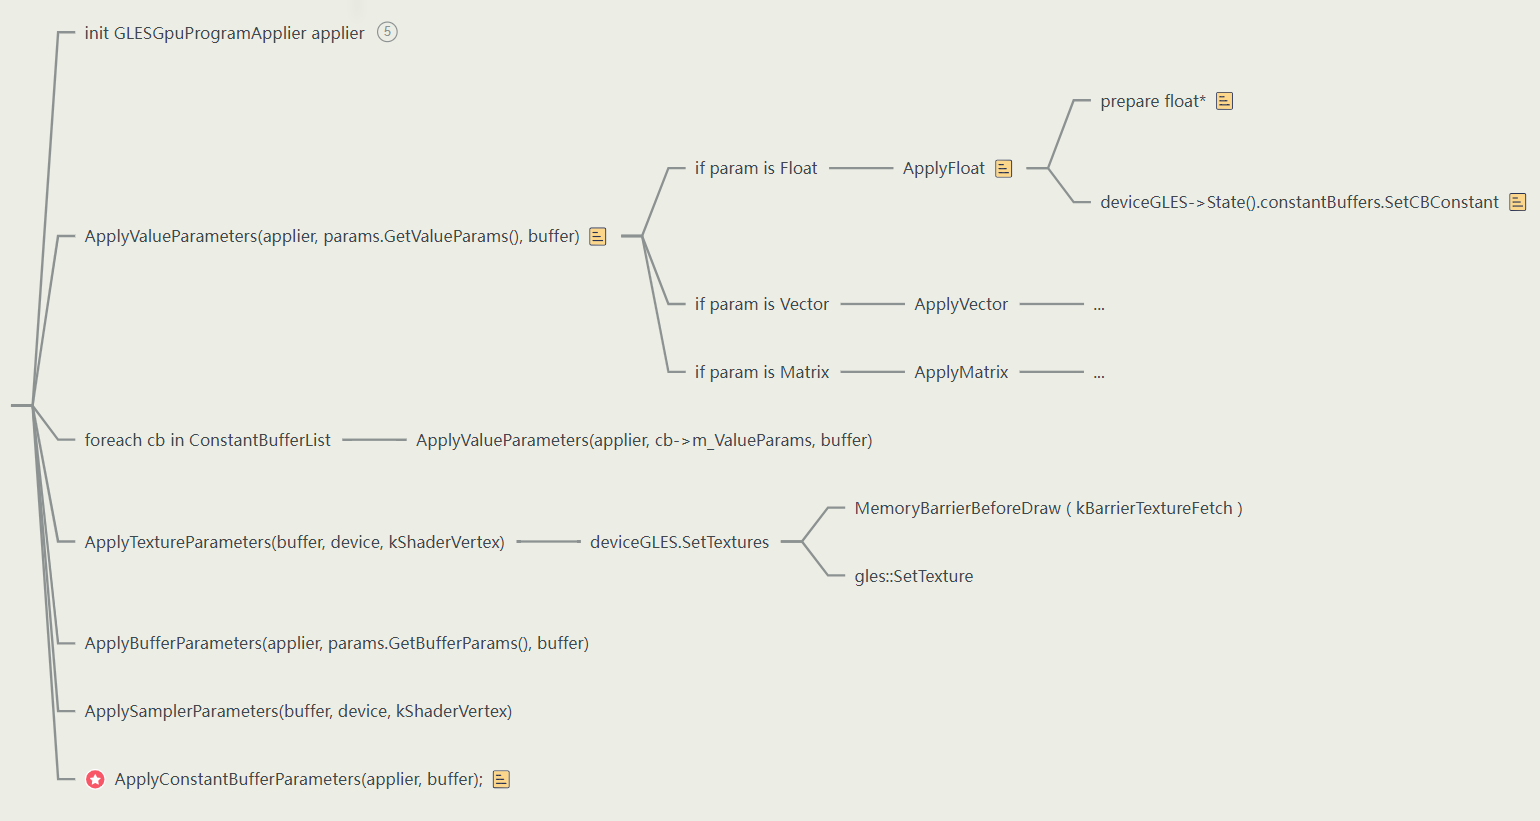 init GLESGpuProgramApplier applier 5
prepare float*
if param is Float
ApplyFloat
deviceGLES->State().constantBuffers.SetCBConstant
ApplyValueParameters(applier, params.GetValueParams(), buffer)
if param is Vector
ApplyVector
...
if param is Matrix
ApplyMatrix
...
foreach cb in ConstantBufferList
ApplyValueParameters(applier, cb->m_ValueParams, buffer)
MemoryBarrierBeforeDraw ( kBarrierTextureFetch )
ApplyTextureParameters(buffer, device, kShaderVertex)
deviceGLES.SetTextures
gles::SetTexture
ApplyBufferParameters(applier, params.GetBufferParams(), buffer)
ApplySamplerParameters(buffer, device, kShaderVertex)
ApplyConstantBufferParameters(applier, buffer);